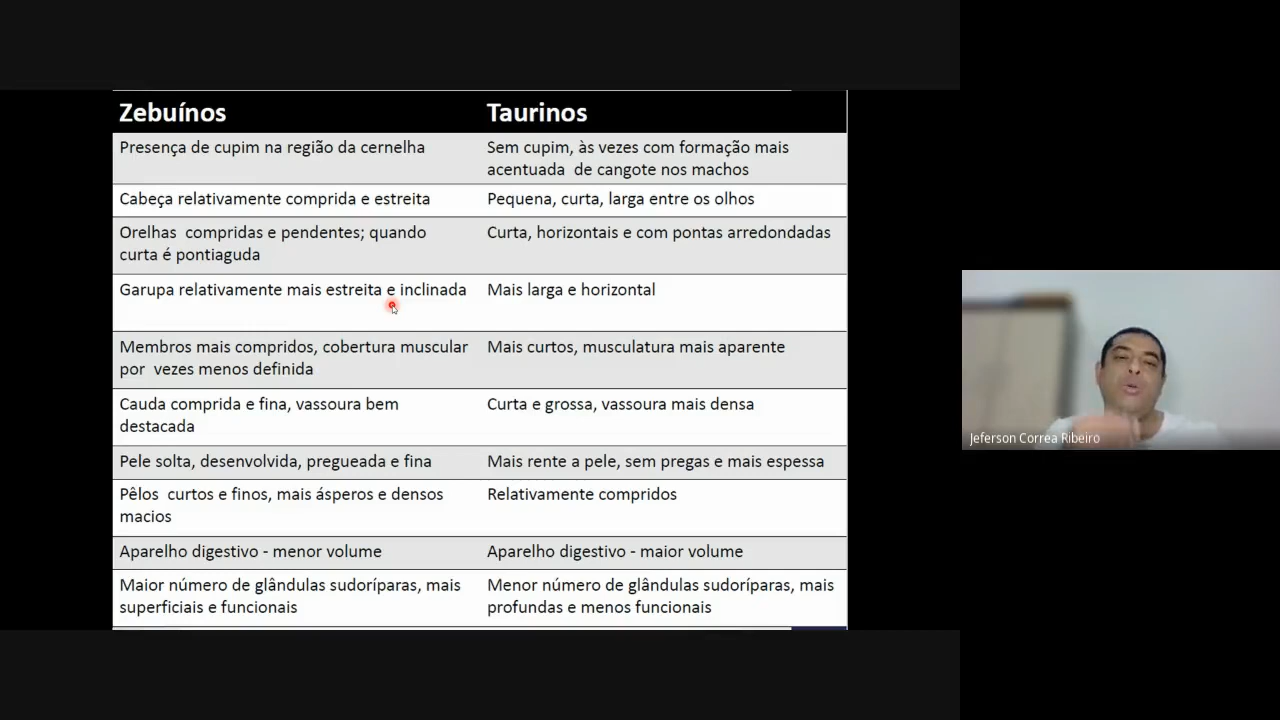 Zebuínos Taurinos
Presença de cupim na região da cernelha
Sem cupim, às vezes com formação mais
acentuada de cangote nos machos
Cabeça relativamente comprida e estreita
Pequena, curta, larga entre os olhos
Orelhas compridas e pendentes; quando
curta é pontiaguda
Curta, horizontais e com pontas arredondadas
Garupa relativamente mais estreita e inclinada
Mais larga e horizontal
Membros mais compridos, cobertura muscular
por vezes menos definida
Mais curtos, musculatura mais aparente
Cauda comprida e fina, vassoura bem
destacada
Curta e grossa, vassoura mais densa
Pele solta, desenvolvida, pregueada e fina
Mais rente a pele, sem pregas e mais espessa
Pêlos curtos e finos, mais ásperos e densos
macios
Relativamente compridos
Aparelho digestivo - menor volume
Aparelho digestivo - maior volume
Maior número de glândulas sudoríparas, mais
superficiais e funcionais
Menor número de glândulas sudoríparas, mais
profundas e menos funcionais
Jeferson Correa Ribeiro